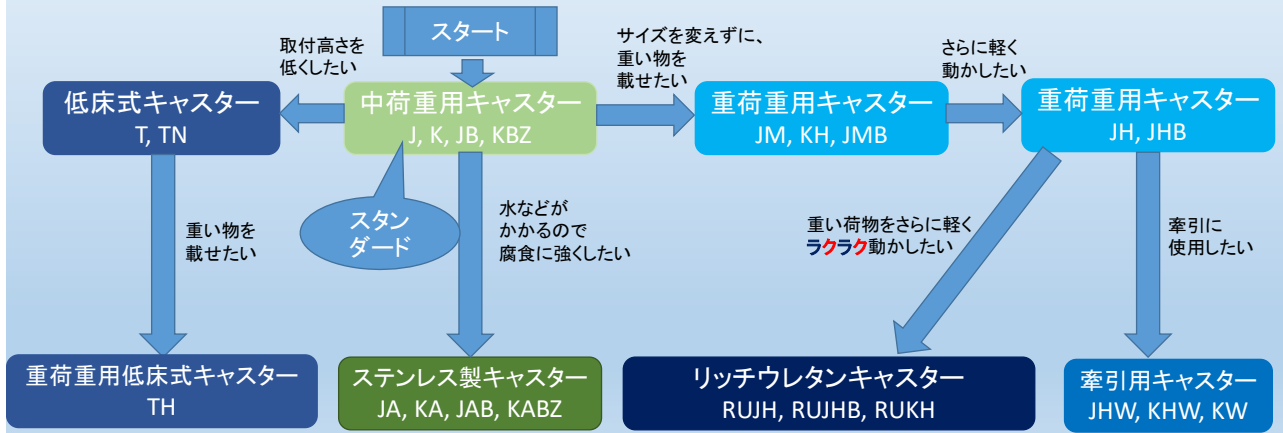 スタート
取付高さを
低くしたい
サイズを変えずに、
重い物を
載せたい
さらに軽く
動かしたい
低床式キャスター
T, TN
中荷重用キャスター
J, K, JB, KBZ
重荷重用キャスター
JM, KH, JMB
重荷重用キャスター
JH, JHB
スタン
ダード
重い物を
載せたい
水などが
かかるので
腐食に強くしたい
重い荷物をさらに軽く
ラクラク動かしたい
牽引に
使用したい
重荷重用低床式キャスター
TH
ステンレス製キャスター
JA, KA, JAB, KABZ
リッチウレタンキャスター
RUJH, RUJHB, RUKH
牽引用キャスター
JHW, KHW, KW